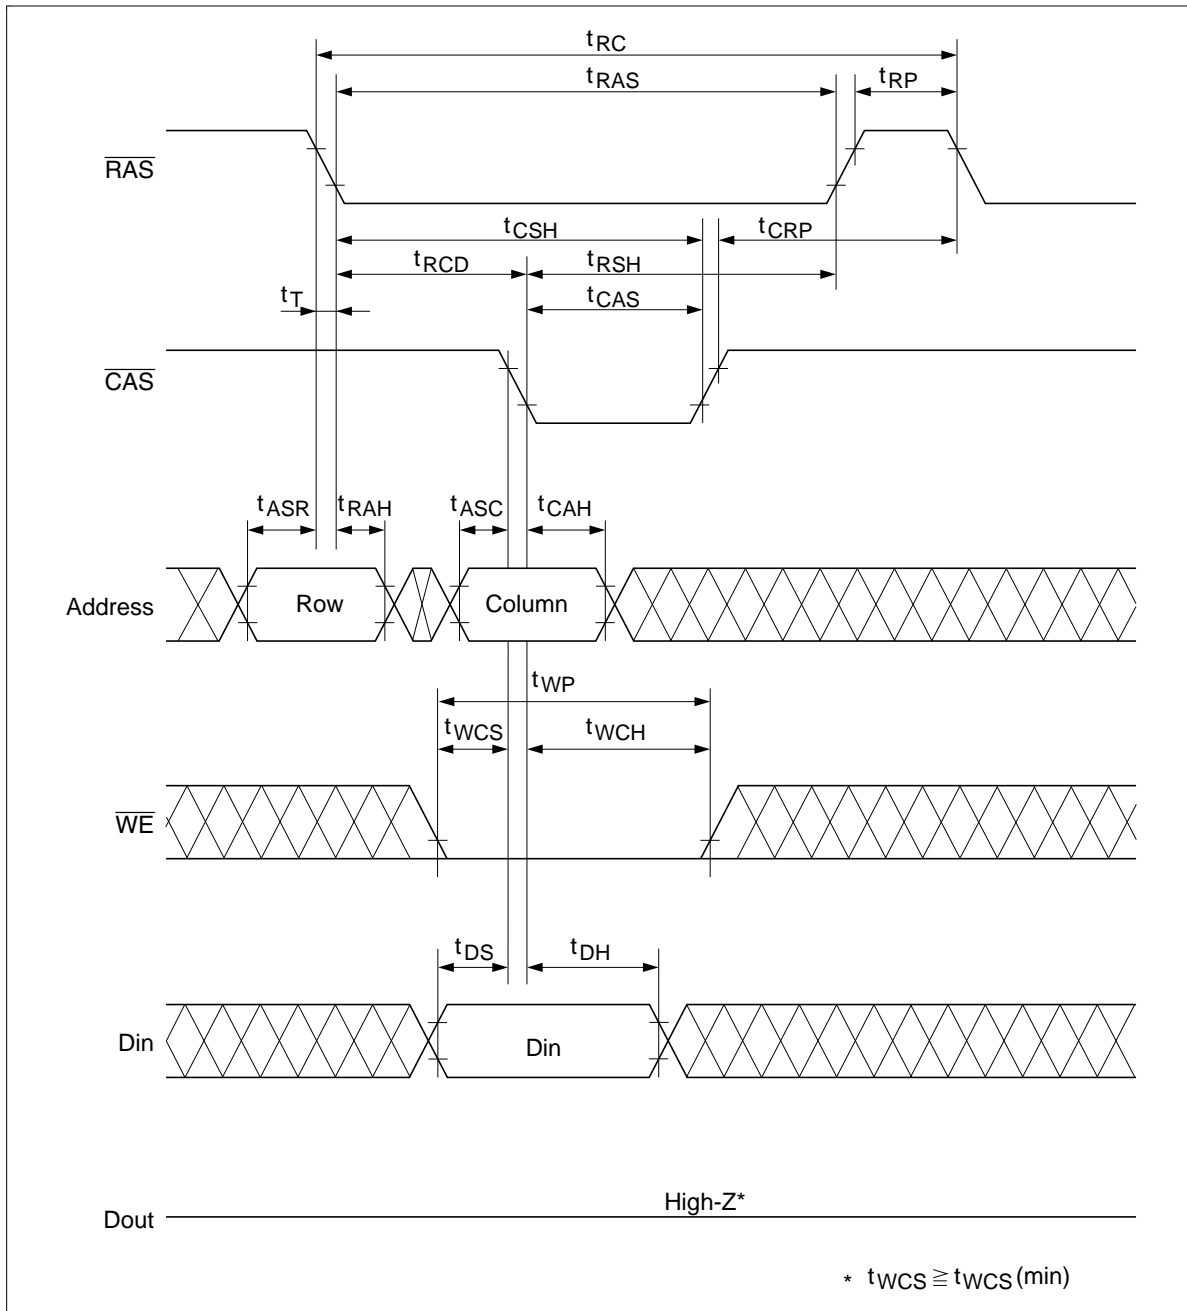 tRC
tRAS
tRP
RAS
tCSH
tCRP
tRCD
tRSH
tT
tCAS
CAS
tASR
tRAH
tASC
tCAH
Address
Row
Column
tWP
tWCS
tWCH
WE
tDS
tDH
Din
Din
High-Z*
Dout
* tWCS ≧ tWCS(min)